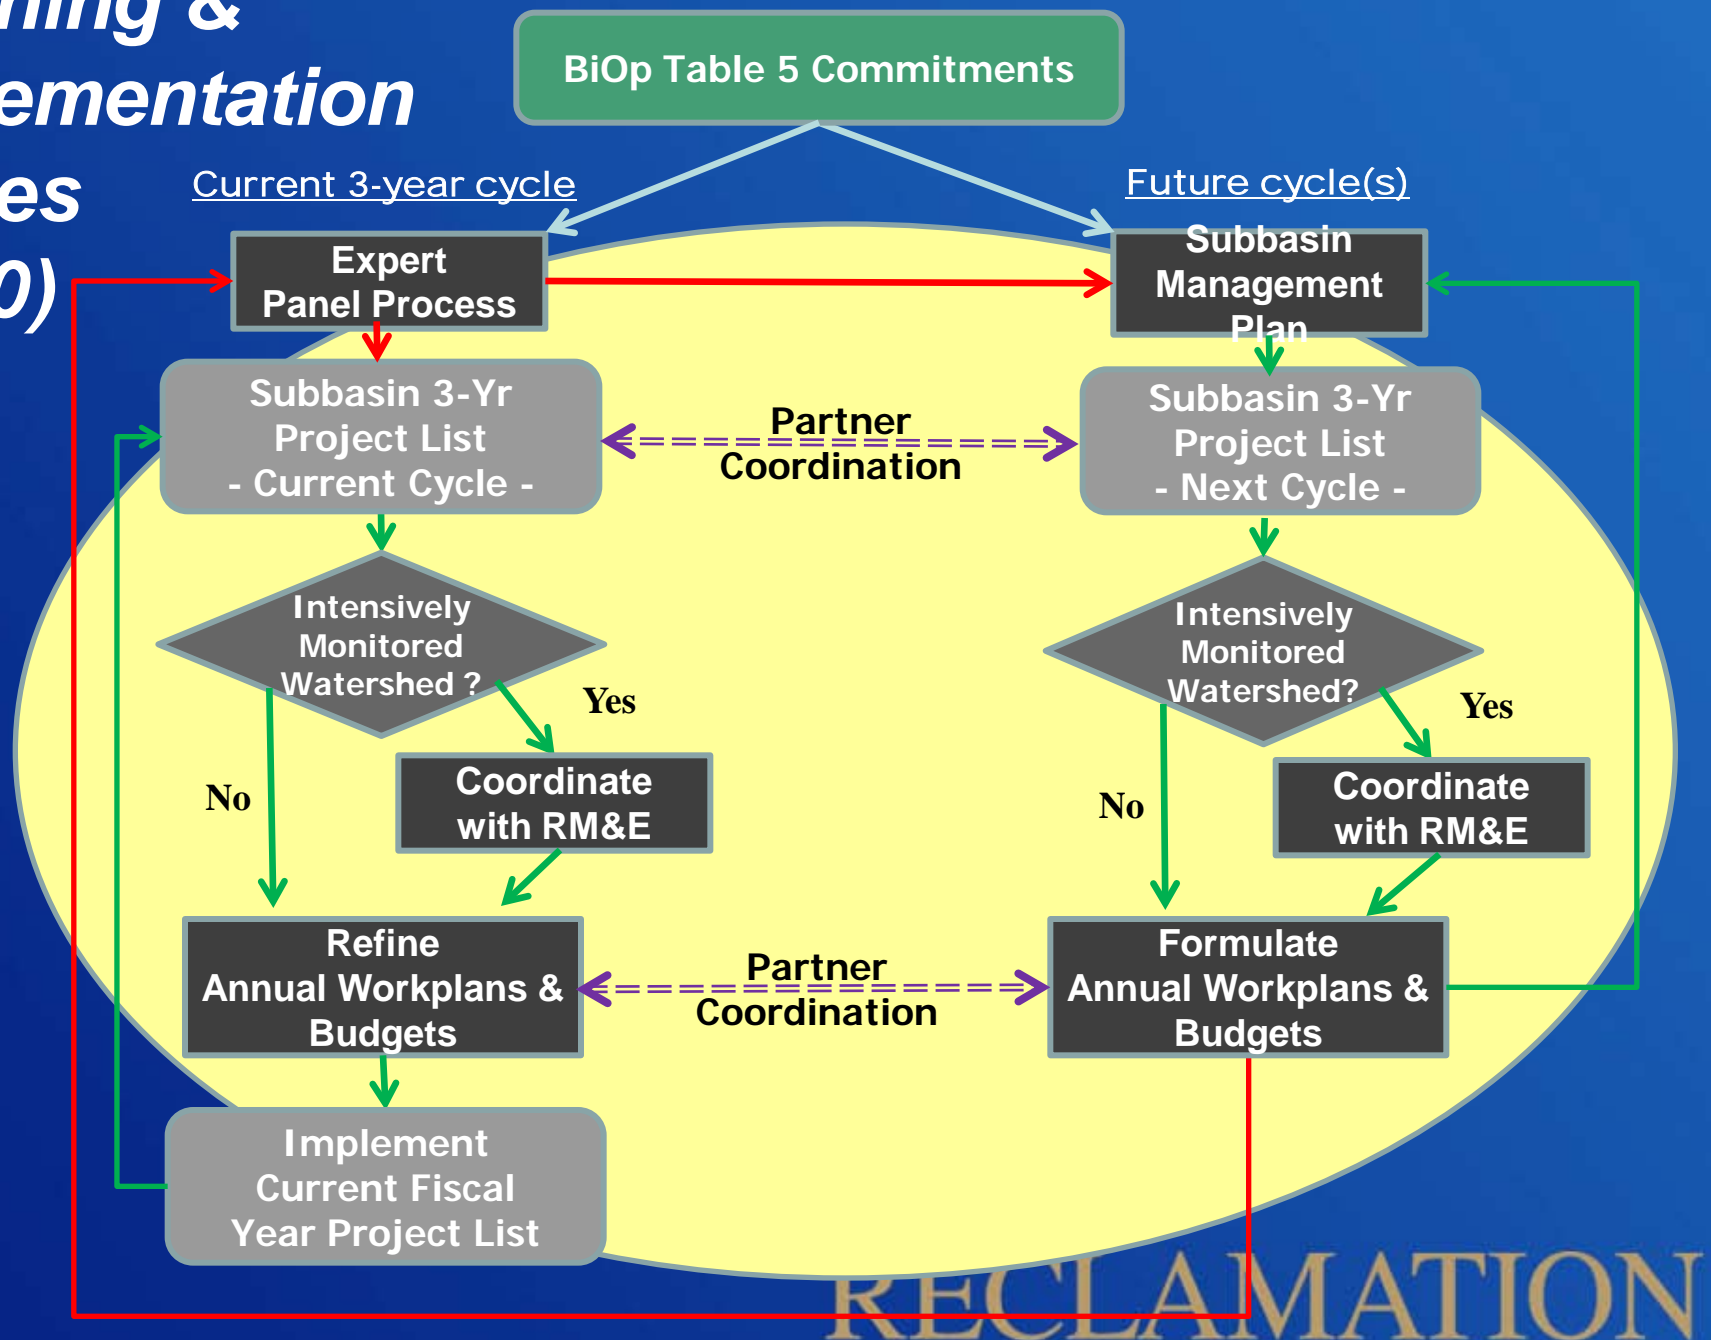 BiOp Table 5 Commitments
Current 3-year cycle
Future cycle(s)
Expert
Panel Process
Subbasin
Management
Plan
Subbasin 3-Yr
Project List
- Current Cycle -
Partner
Coordination
Subbasin 3-Yr
Project List
- Next Cycle -
Intensively
Monitored
Watershed ?
Yes
No
Coordinate
with RM&E
Intensively
Monitored
Watershed?
Yes
No
Coordinate
with RM&E
Refine
Annual Workplans &
Budgets
Partner
Coordination
Formulate
Annual Workplans &
Budgets
Implement
Current Fiscal
Year Project List
RECLAMATION